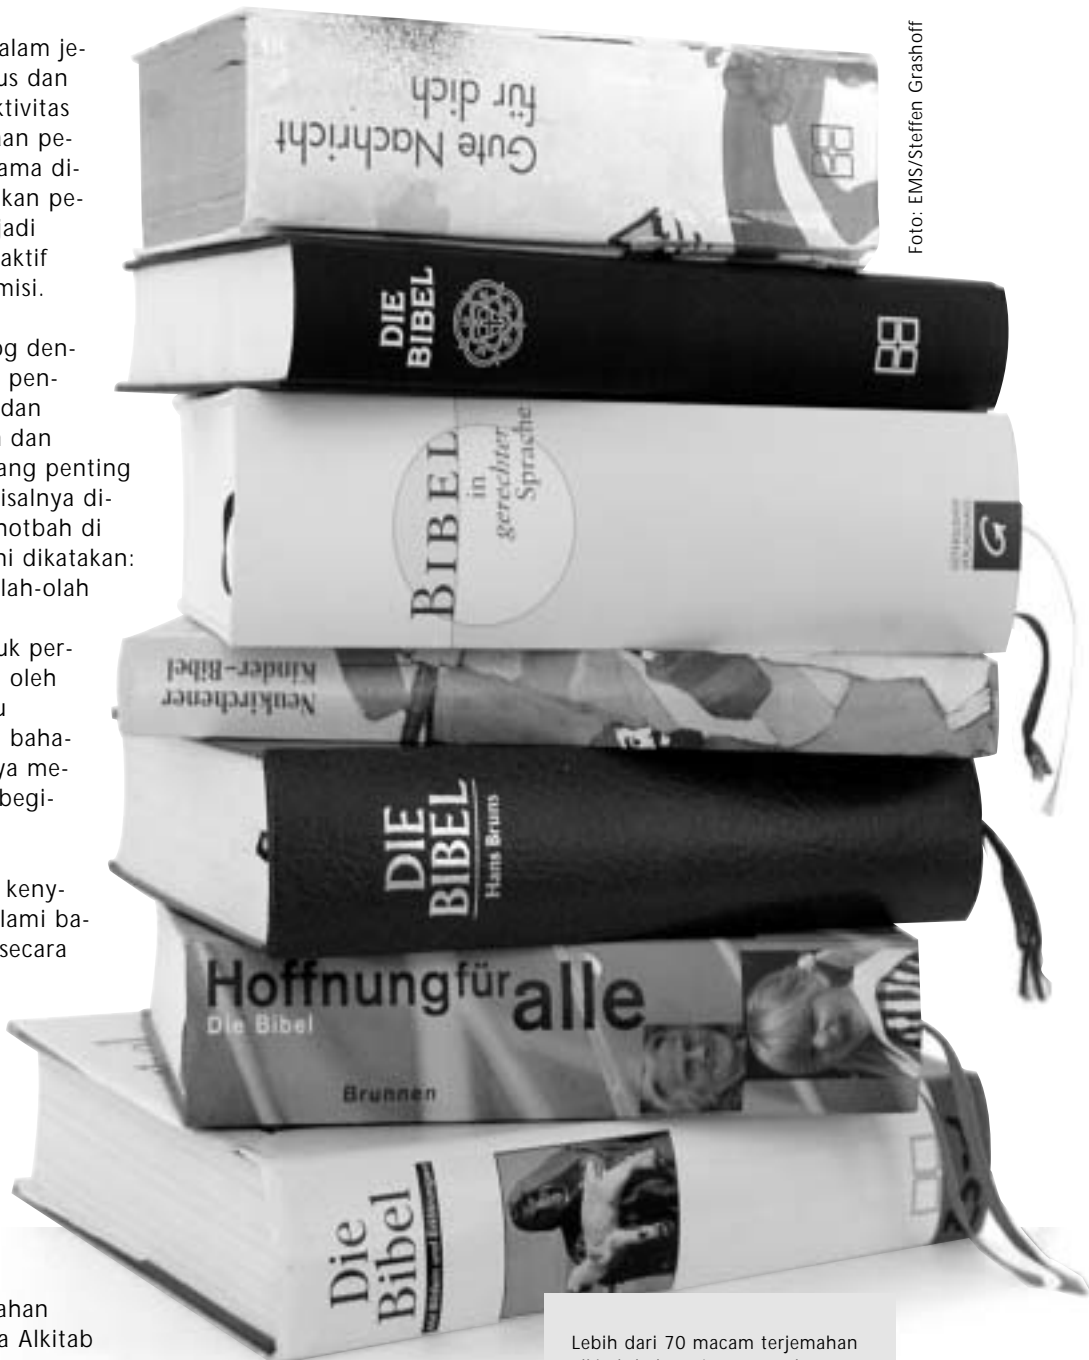 alam je-
us dan
ktivitas
an pe-
ama di-
kan pe-
jadi
aktif
misi.
og den-
pen-
dan
dan
ang penting
isalnya di-
hotbah di
ni dikatakan:
lah-olah
uk per-
oleh
u
baha-
ya me-
begi-
keny-
lami ba-
secara
ahan
a Alkitab
Foto: EMS/Steffen Grashoff
Gute Nachricht
für dich
DIE
BIBEL
BIBEL
in
gerechter
Sprache
G
Neukirchener
Kinder-Bibel
DIE
BIBEL
Hans Bruns
Hoffnung für alle
Die Bibel
Brunnen
Die
Bibel
Lebih dari 70 macam terjemahan